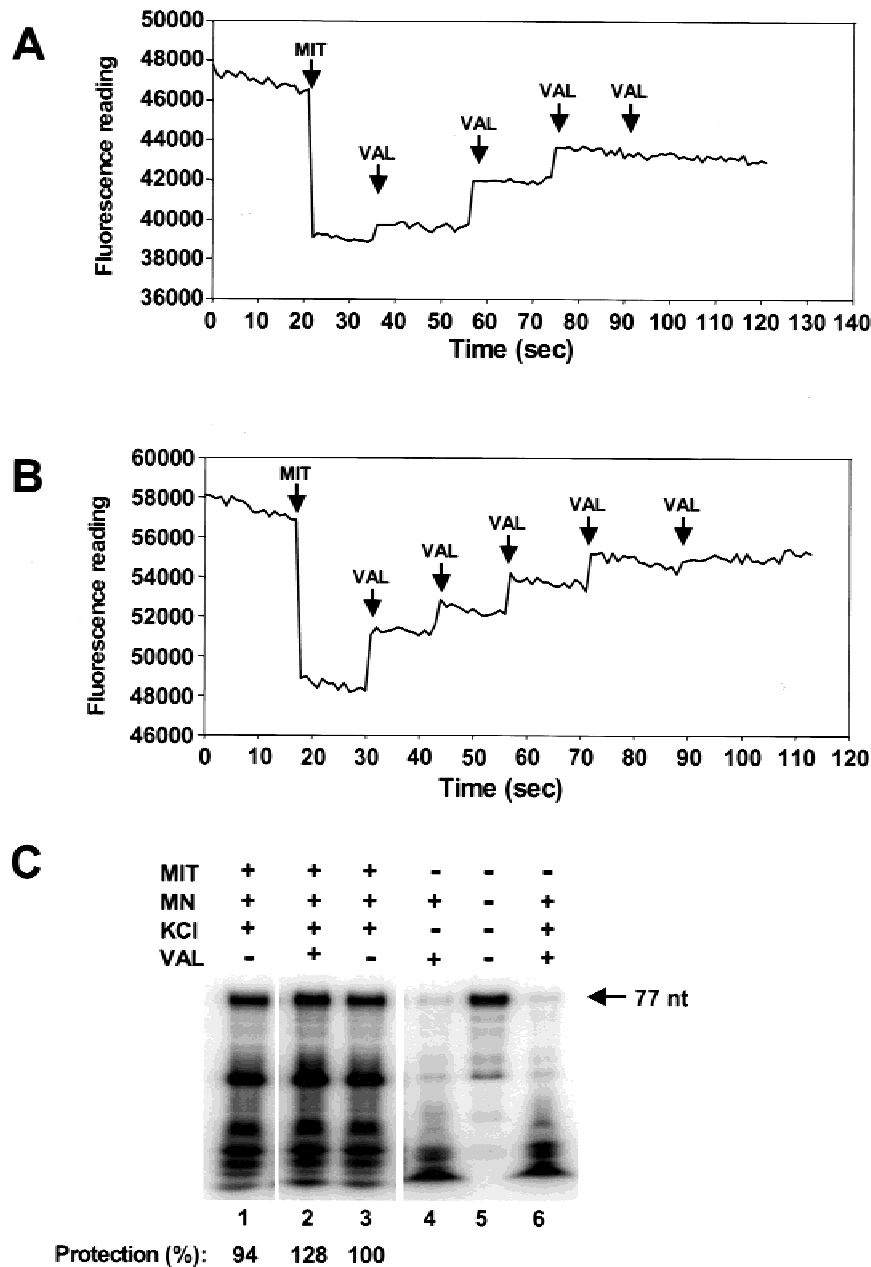 A
Fluorescence reading
50000
48000
46000
44000
42000
40000
38000
36000
MIT
VAL
VAL
VAL
VAL
0 10 20 30 40 50 60 70 80 90 100 110 120 130 140
Time (sec)
B
Fluorescence reading
60000
58000
56000
54000
52000
50000
48000
46000
MIT
VAL
VAL
VAL
VAL
VAL
0 10 20 30 40 50 60 70 80 90 100 110 120
Time (sec)
C
MIT + + + - - -
MN + + + + - +
KCl + + + - - +
VAL - + - + - +
77 nt
1 2 3 4 5 6
Protection (%): 94 128 100